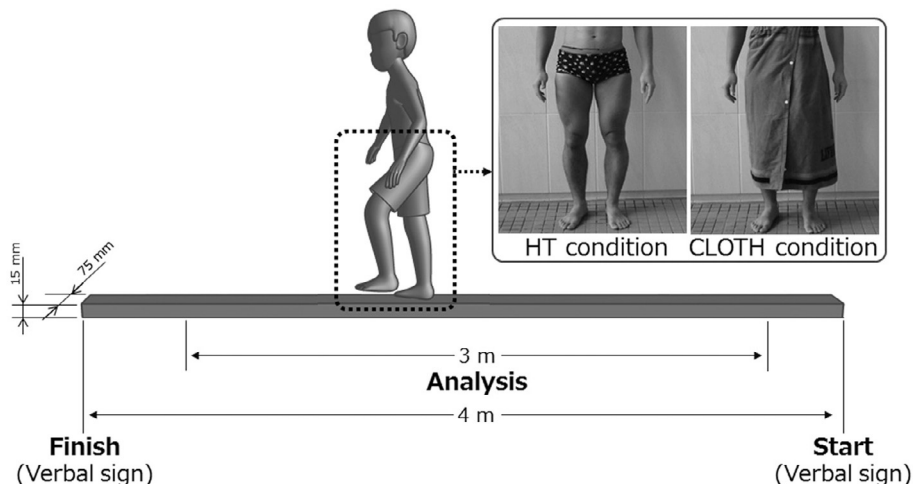 HT condition
CLOTH condition
15 mm
75 mm
3 m
Analysis
4 m
Finish
(Verbal sign)
Start
(Verbal sign)